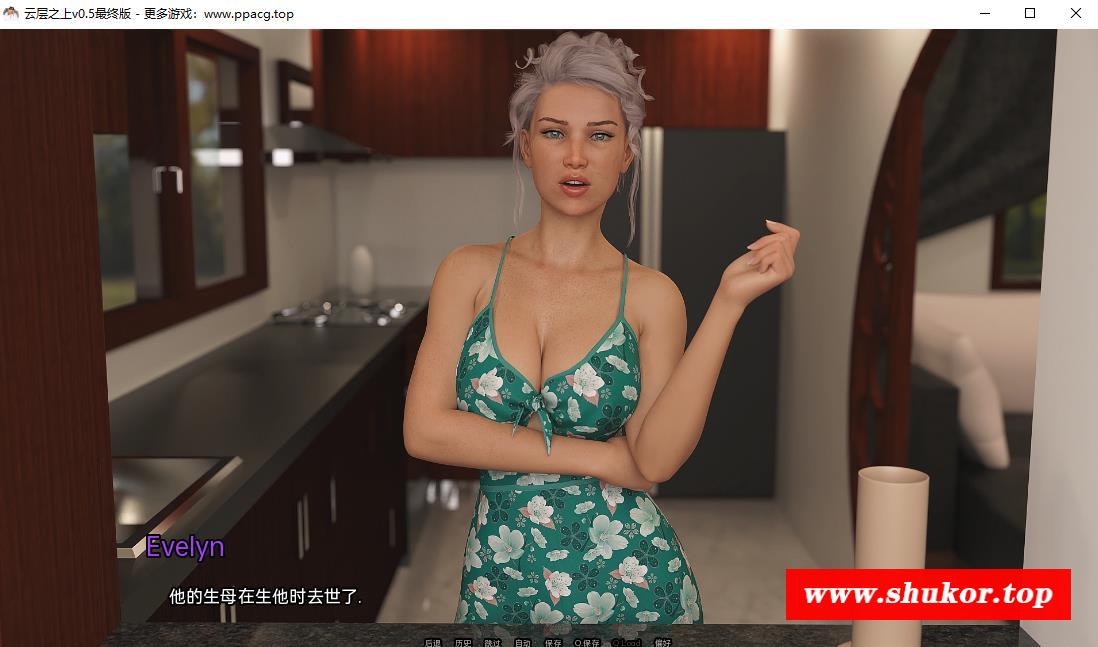 云层之上v0.5最终版 - 更多游戏：www.ppacg.top
Evelyn
他的生母在生他时去世了.
www.shukor.top
后退 历史 跳过 自动 保存 Q.保存 Q.Load 偏好